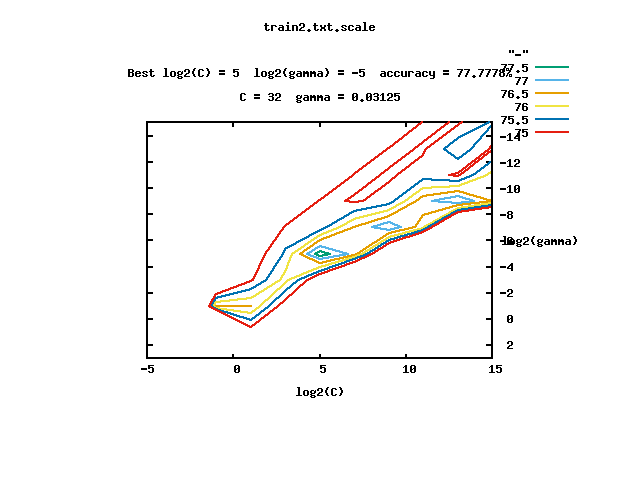 train2.txt.scale
"-"
Best log2(C) = 5 log2(gamma) = -5 accuracy = 77.7778%
77.5
77
76.5
C = 32 gamma = 0.03125
76
75.5
75
-14
-12
-10
-8
-6
log2(gamma)
-4
-2
0
2
-5 0 5 10 15
log2(C)